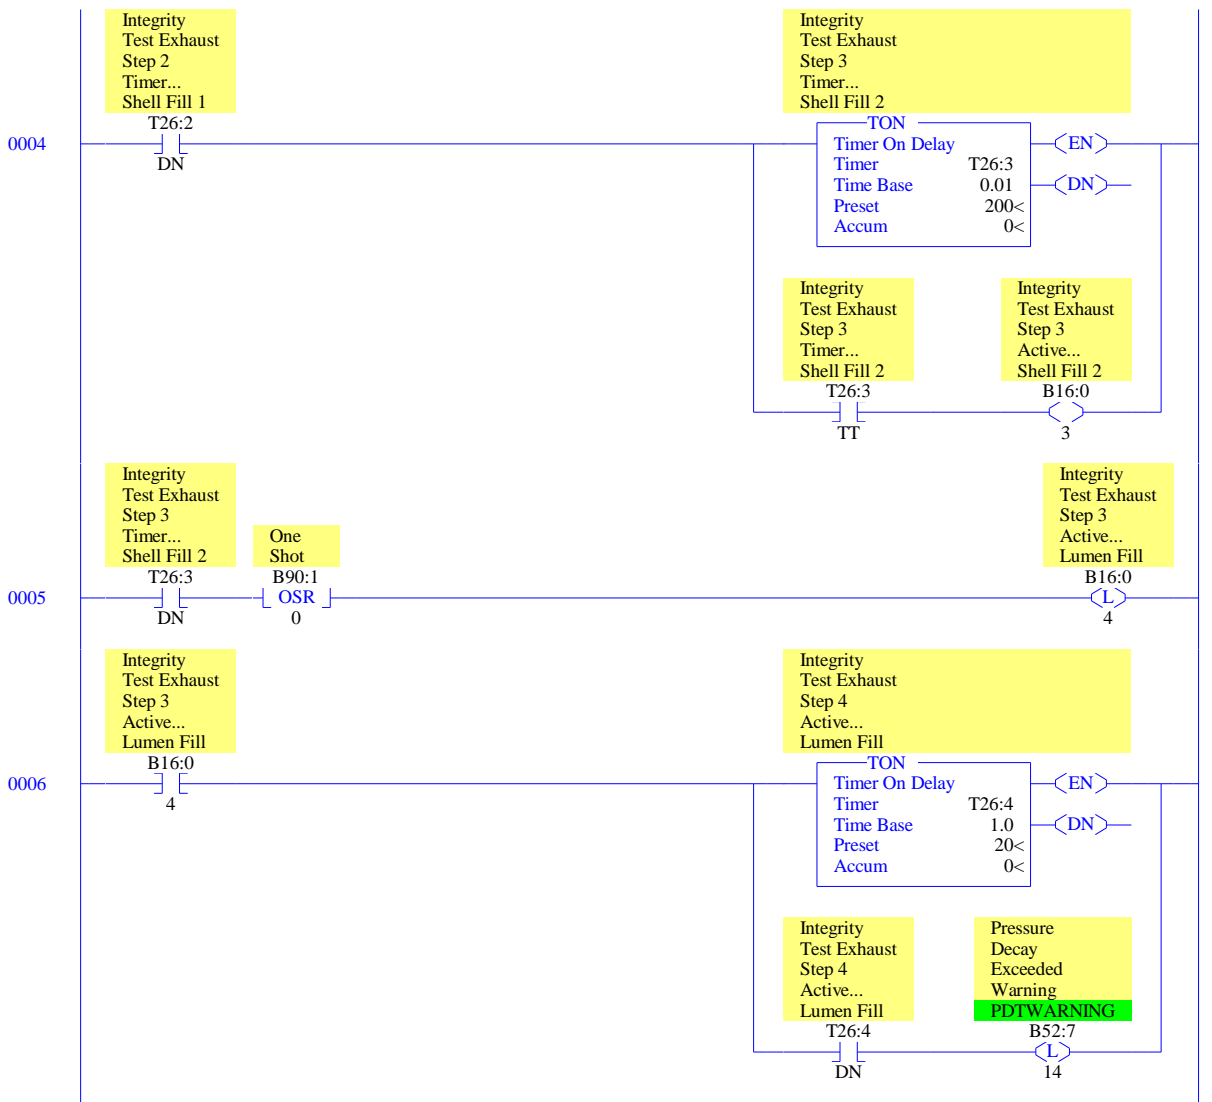 Integrity
Test Exhaust
Step 2
Timer...
Shell Fill 1
T26:2
DN
0004
Integrity
Test Exhaust
Step 3
Timer...
Shell Fill 2
TON
Timer On Delay
Timer T26:3
Time Base 0.01
Preset 200<
Accum 0<
EN
DN
Integrity
Test Exhaust
Step 3
Timer...
Shell Fill 2
T26:3
TT
Integrity
Test Exhaust
Step 3
Active...
Shell Fill 2
B16:0
3
Integrity
Test Exhaust
Step 3
Timer...
Shell Fill 2
T26:3
DN
0005
One
Shot
B90:1
OSR
0
Integrity
Test Exhaust
Step 3
Active...
Lumen Fill
B16:0
L
4
Integrity
Test Exhaust
Step 3
Active...
Lumen Fill
B16:0
4
0006
Integrity
Test Exhaust
Step 4
Active...
Lumen Fill
TON
Timer On Delay
Timer T26:4
Time Base 1.0
Preset 20<
Accum 0<
EN
DN
Integrity
Test Exhaust
Step 4
Active...
Lumen Fill
T26:4
DN
Pressure
Decay
Exceeded
Warning
PDTWARNING
B52:7
L
14